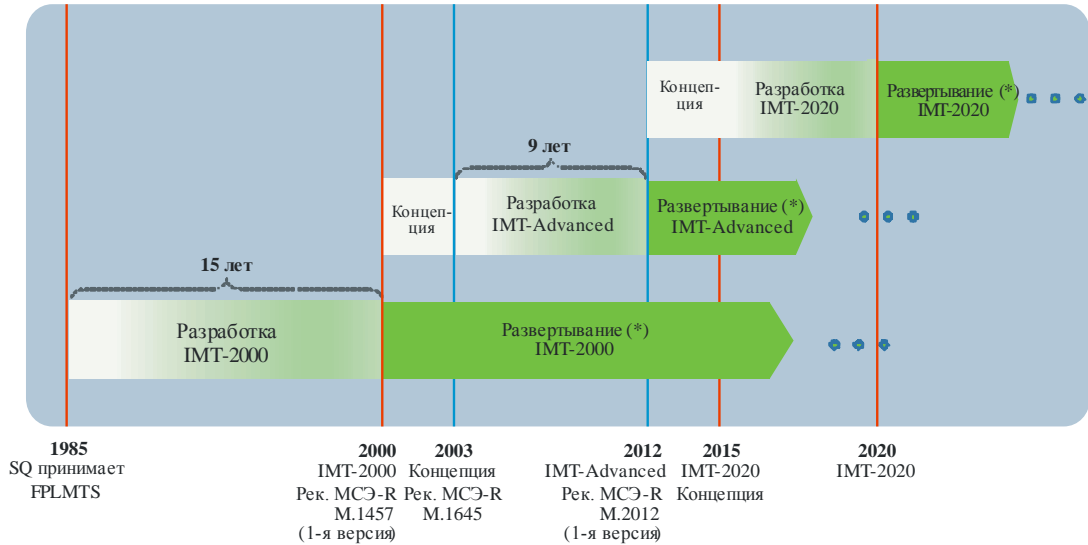 Концеп-
ция
Разработка
IMT-2020
Развертывание (*)
IMT-2020
9 лет
Концеп-
ция
Разработка
IMT-Advanced
Развертывание (*)
IMT-Advanced
15 лет
Разработка
IMT-2000
Развертывание (*)
IMT-2000
1985
SQ принимает
FPLMTS
2000
IMT-2000
Рек. МСЭ-R
M.1457
(1-я версия)
2003
Концепция
Рек. МСЭ-R
M.1645
2012
IMT-Advanced
Рек. МСЭ-R
M.2012
(1-я версия)
2015
IMT-2020
Концепция
2020
IMT-2020